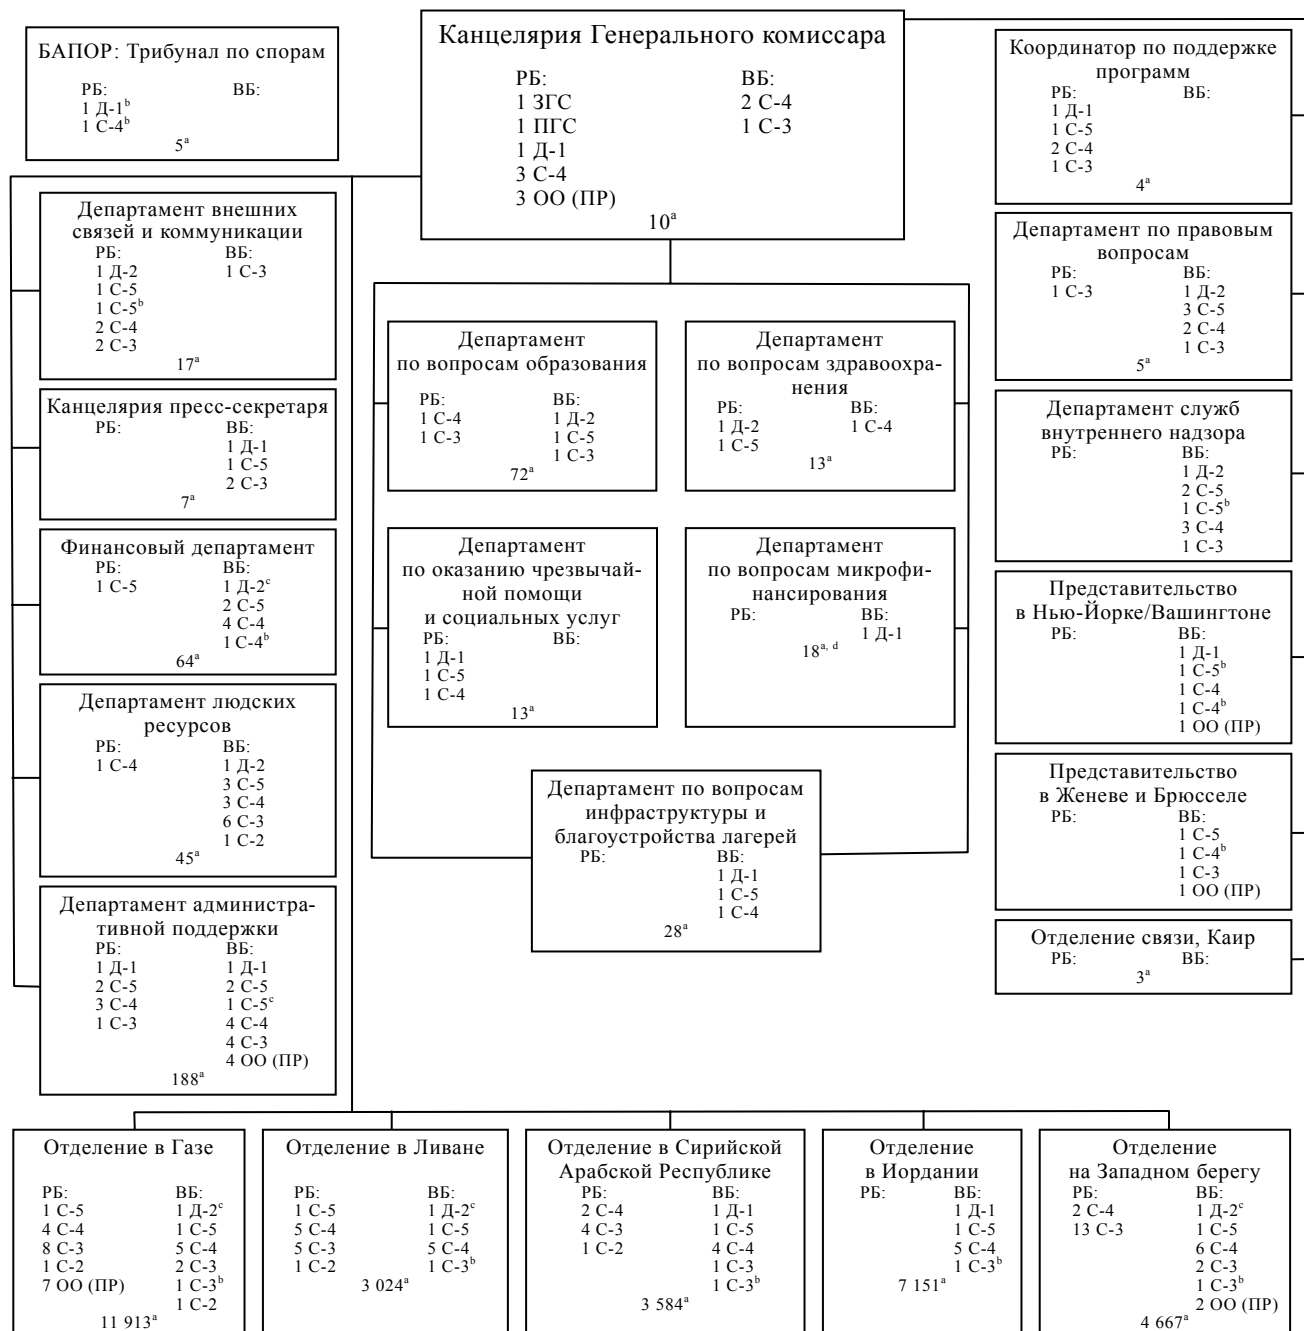 БАПОР: Трибунал по спорам
РБ: ВБ:
1 Д-1ᵇ
1 С-4ᵇ
5ᵃ
Канцелярия Генерального комиссара
РБ: ВБ:
1 ЗГС 2 С-4
1 ПГС 1 С-3
1 Д-1
3 С-4
3 ОО (ПР)
10ᵃ
Координатор по поддержке
программ
РБ: ВБ:
1 Д-1
1 С-5
2 С-4
1 С-3
4ᵃ
Департамент внешних
связей и коммуникации
РБ: ВБ:
1 Д-2 1 С-3
1 С-5
1 С-5ᵇ
2 С-4
2 С-3
17ᵃ
Канцелярия пресс-секретаря
РБ: ВБ:
1 Д-1
1 С-5
2 С-3
7ᵃ
Финансовый департамент
РБ: ВБ:
1 С-5 1 Д-2ᶜ
2 С-5
4 С-4
1 С-4ᵇ
64ᵃ
Департамент людских
ресурсов
РБ: ВБ:
1 С-4 1 Д-2
3 С-5
3 С-4
6 С-3
1 С-2
45ᵃ
Департамент административ-
тивной поддержки
РБ: ВБ:
1 Д-1 1 Д-1
2 С-5 2 С-5
3 С-4 1 С-5ᶜ
1 С-3 4 С-4
4 С-3
4 ОО (ПР)
188ᵃ
Департамент
по вопросам образования
РБ: ВБ:
1 С-4 1 Д-2
1 С-3 1 С-5
1 С-3
72ᵃ
Департамент
по вопросам здравоохра-
нения
РБ: ВБ:
1 Д-2 1 С-4
1 С-5
13ᵃ
Департамент
по оказанию чрезвычай-
ной помощи
и социальных услуг
РБ: ВБ:
1 Д-1
1 С-5
1 С-4
13ᵃ
Департамент
по вопросам микрофи-
нансирования
РБ: ВБ:
1 Д-1
18ᵃ, ᵈ
Департамент по вопросам
инфраструктуры и
благоустройства лагерей
РБ: ВБ:
1 Д-1
1 С-5
1 С-4
28ᵃ
Департамент по правовым
вопросам
РБ: ВБ:
1 С-3 1 Д-2
3 С-5
2 С-4
1 С-3
5ᵃ
Департамент служб
внутреннего надзора
РБ: ВБ:
1 Д-2
2 С-5
1 С-5ᵇ
3 С-4
1 С-3
Представительство
в Нью-Йорке/Вашингтоне
РБ: ВБ:
1 Д-1
1 С-5ᵇ
1 С-4
1 С-4ᵇ
1 ОО (ПР)
Представительство
в Женеве и Брюсселе
РБ: ВБ:
1 С-5
1 С-4ᵇ
1 С-3
1 ОО (ПР)
Отделение связи, Каир
РБ: ВБ:
3ᵃ
Отделение в Газе
РБ: ВБ:
1 С-5 1 Д-2ᶜ
4 С-4 1 С-5
8 С-3 5 С-4
1 С-2 2 С-3
7 ОО (ПР) 1 С-3ᵇ
1 С-2
11 913ᵃ
Отделение в Ливане
РБ: ВБ:
1 С-5 1 Д-2ᶜ
5 С-4 1 С-5
5 С-3 5 С-4
1 С-2 1 С-3ᵇ
3 024ᵃ
Отделение в Сирийской
Арабской Республике
РБ: ВБ:
2 С-4 1 Д-1
4 С-3 1 С-5
1 С-2 4 С-4
1 С-3
1 С-3ᵇ
3 584ᵃ
Отделение
в Иордании
РБ: ВБ:
1 Д-1
1 С-5
5 С-4
1 С-3ᵇ
7 151ᵃ
Отделение
на Западном берегу
РБ: ВБ:
2 С-4 1 Д-2ᶜ
13 С-3 1 С-5
6 С-4
2 С-3
1 С-3ᵇ
2 ОО (ПР)
4 667ᵃ